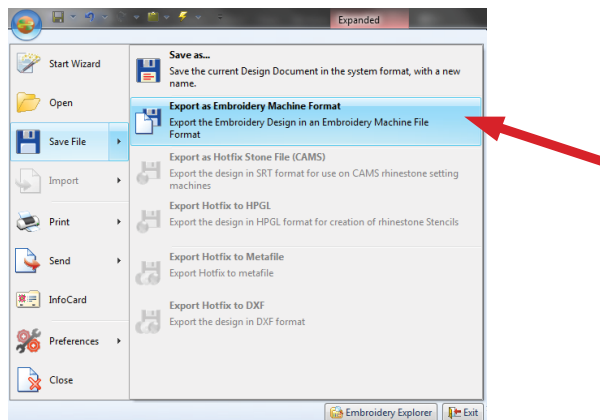 Expanded
Start Wizard
Open
Save File
Import
Print
Send
InfoCard
Preferences
Close
Save as...
Save the current Design Document in the system format, with a new
name.
Export as Embroidery Machine Format
Export the Embroidery Design in an Embroidery Machine File
Format
Export as Hotfix Stone File (CAMS)
Export the design in SRT format for use on CAMS rhinestone setting
machines
Export Hotfix to HPGL
Export the design in HPGL format for creation of rhinestone Stencils
Export Hotfix to Metafile
Export Hotfix to metafile
Export Hotfix to DXF
Export the design in DXF format
Embroidery Explorer
Exit